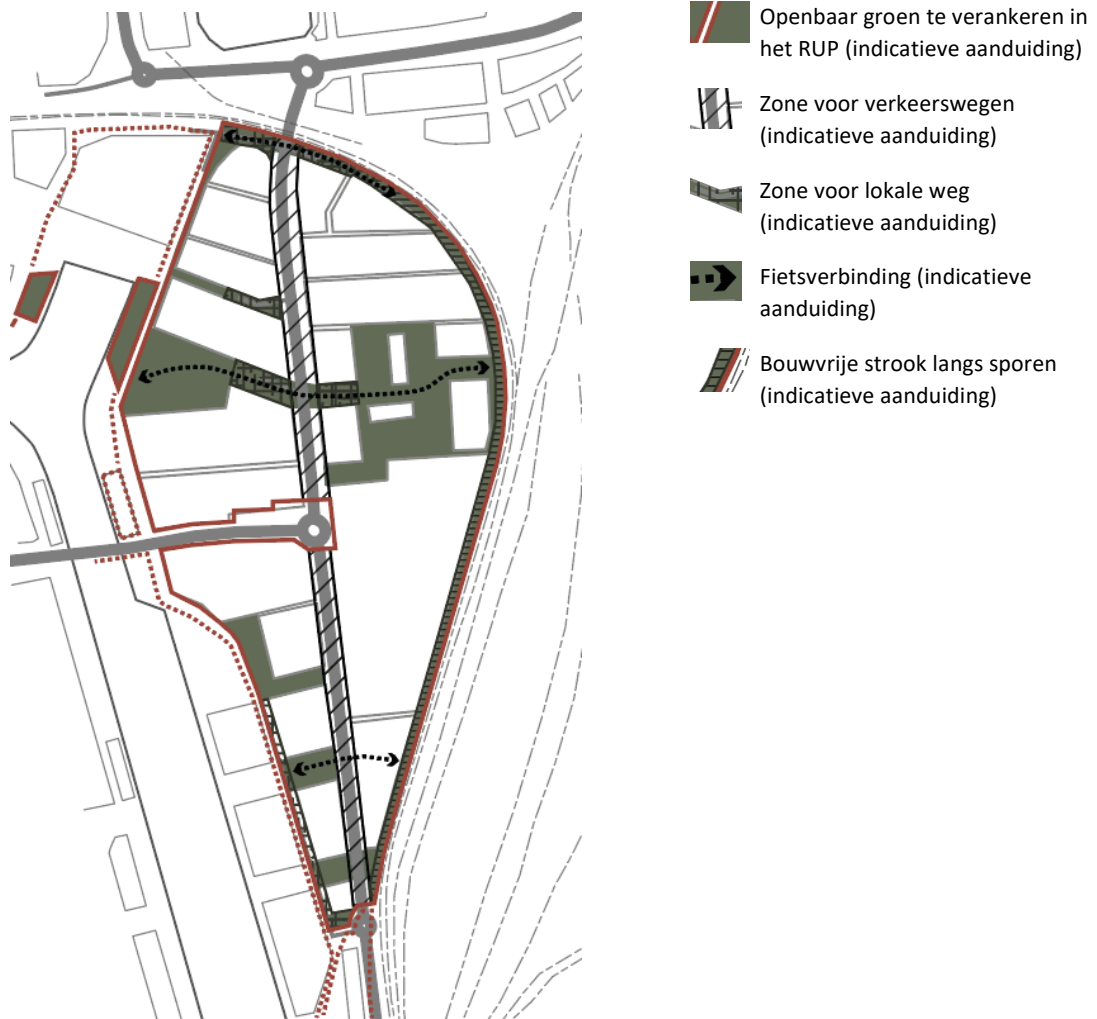 Openbaar groen te verankeren in
het RUP (indicatieve aanduiding)
Zone voor verkeerswegen
(indicatieve aanduiding)
Zone voor lokale weg
(indicatieve aanduiding)
Fietsverbinding (indicatieve
aanduiding)
Bouwvrije strook langs sporen
(indicatieve aanduiding)